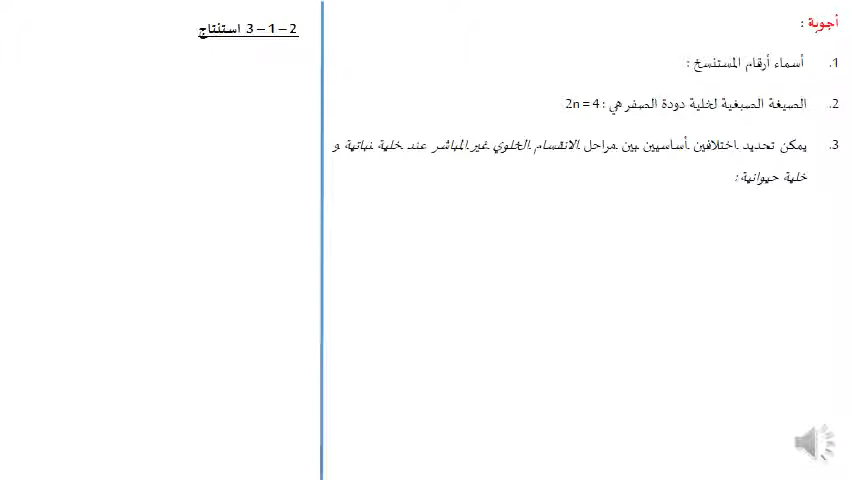 أجوبة :
1. أسماء أرقام المستنسخ :
2. الصيغة الصبغية لخلية دودة الصفر هي : 2n = 4
3. يمكن تحديد اختلافين أساسيين بين مراحل الانقسام الخلوي غير المباشر عند خلية نباتية و
خلية حيوانية :
2 – 1 – 3 استنتاج